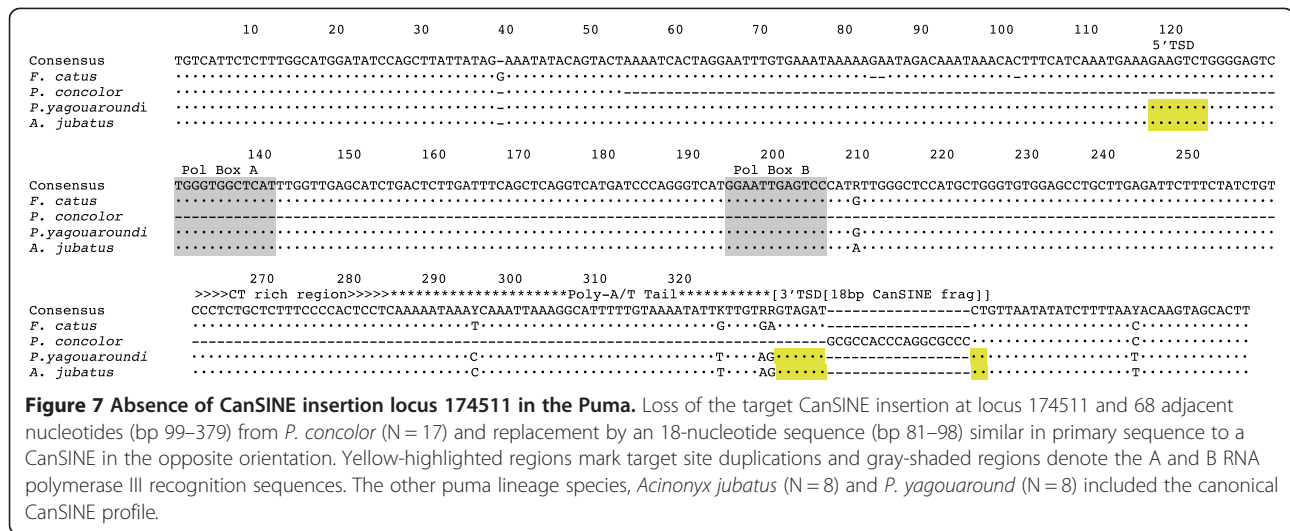 10 20 30 40 50 60 70 80 90 100 110 120
5'TSD
Consensus TGTCATTCTCTTTGGCATGGATATCCAGCTTATTATAG-AAATATACAGTACTAAAATCACTAGGAATTTGTGAAATAAAAAGAATAGACAAATAAACACTTTCATCAAATGAAAGAAGTCTGGGGAGTC
F. catus ......................................G..........................................--...............-...............................
P. concolor ......................................-..............-----------------------------------------------------------------------------
P.yagouaroundi ..................................................................................................................................
A. jubatus ......................................-...........................................................................................
140 150 160 170 180 190 200 210 220 230 240 250
Pol Box A Pol Box B
Consensus TGGGTGGCTCATTTGGTTGAGCATCTGACTCTTGATTTCAGCTCAGGTCATGATCCCAGGGTCATGGAATTGAGTCCCATRTTGGGCTCCATGCTGGGTGTGGAGCCTGCTTGAGATTCTTTCTATCTGT
F. catus ...............................................................................G..................................................
P. concolor ----------------------------------------------------------------------------------------------------------------------------------
P.yagouaroundi ...............................................................................G..................................................
A. jubatus ...............................................................................A..................................................
270 280 290 300 310 320
>>>>CT rich region>>>>>*********************Poly-A/T Tail***********[3'TSD[18bp CanSINE frag]]
Consensus CCCTCTGCTCTTTCCCCACTCCTCAAAAATAAAYCAAATTAAAGGCATTTTTGTAAAATATTKTTGTRRGTAGAT-----------------CTGTTAATATATCTTTTAAYACAAGTAGCACTT
F. catus .................................T............................G....GA......-----------------...................C.............
P. concolor ---------------------------------------------------------------------------GCGCCACCCAGGCGCCC...................C.............
P.yagouaroundi .................................C............................T....AG......-----------------...................T.............
A. jubatus .................................C............................T....AG......-----------------...................T.............
Figure 7 Absence of CanSINE insertion locus 174511 in the Puma. Loss of the target CanSINE insertion at locus 174511 and 68 adjacent
nucleotides (bp 99–379) from P. concolor (N = 17) and replacement by an 18-nucleotide sequence (bp 81–98) similar in primary sequence to a
CanSINE in the opposite orientation. Yellow-highlighted regions mark target site duplications and gray-shaded regions denote the A and B RNA
polymerase III recognition sequences. The other puma lineage species, Acinonyx jubatus (N = 8) and P. yagouaround (N = 8) included the canonical
CanSINE profile.